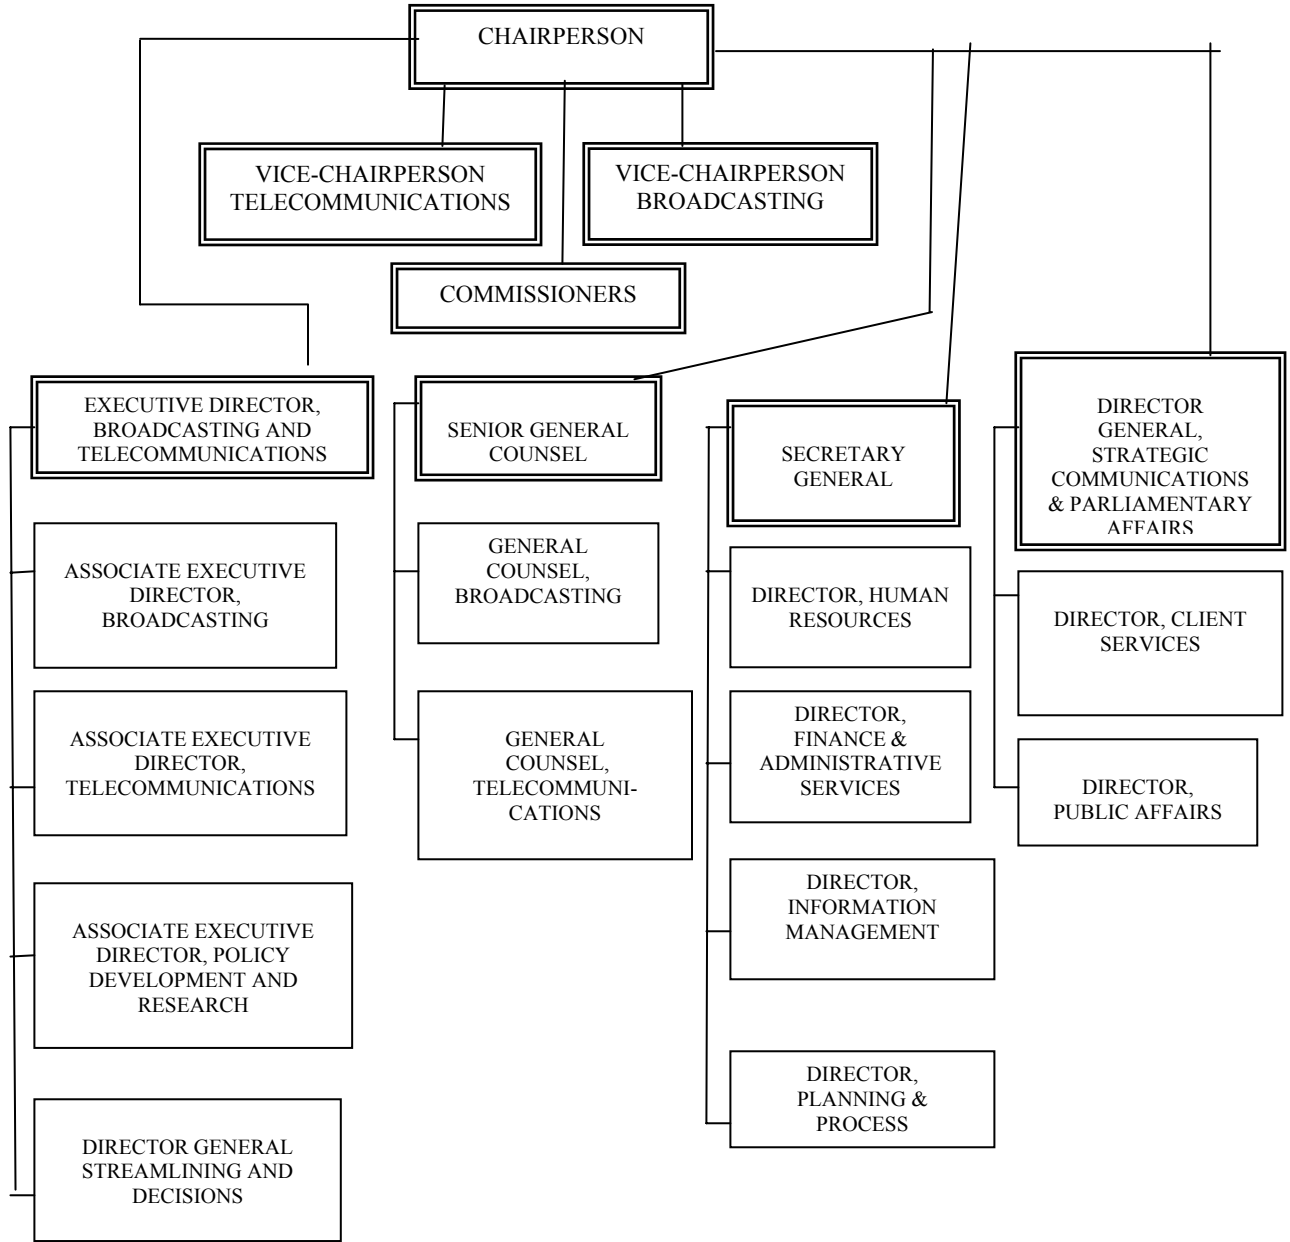 CHAIRPERSON
VICE-CHAIRPERSON
TELECOMMUNICATIONS
VICE-CHAIRPERSON
BROADCASTING
COMMISSIONERS
EXECUTIVE DIRECTOR,
BROADCASTING AND
TELECOMMUNICATIONS
ASSOCIATE EXECUTIVE
DIRECTOR,
BROADCASTING
ASSOCIATE EXECUTIVE
DIRECTOR,
TELECOMMUNICATIONS
ASSOCIATE EXECUTIVE
DIRECTOR, POLICY
DEVELOPMENT AND
RESEARCH
DIRECTOR GENERAL
STREAMLINING AND
DECISIONS
SENIOR GENERAL
COUNSEL
GENERAL
COUNSEL,
BROADCASTING
GENERAL
COUNSEL,
TELECOMMUNI-
CATIONS
SECRETARY
GENERAL
DIRECTOR, HUMAN
RESOURCES
DIRECTOR,
FINANCE &
ADMINISTRATIVE
SERVICES
DIRECTOR,
INFORMATION
MANAGEMENT
DIRECTOR,
PLANNING &
PROCESS
DIRECTOR
GENERAL,
STRATEGIC
COMMUNICATIONS
& PARLIAMENTARY
AFFAIRS
DIRECTOR, CLIENT
SERVICES
DIRECTOR,
PUBLIC AFFAIRS